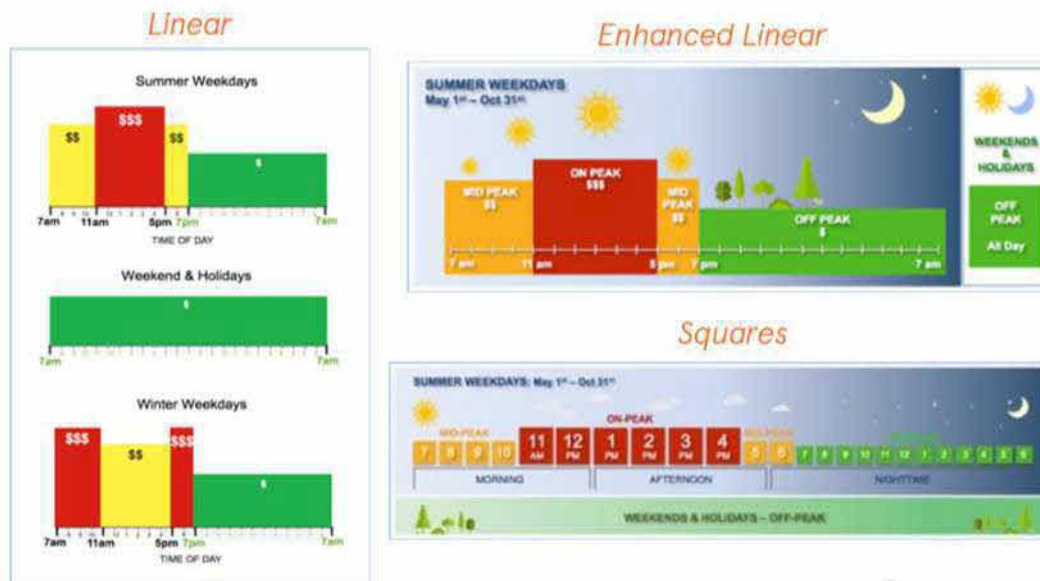 Linear
Summer Weekdays
$$ $$$ $$ $
7am 11am 5pm 7pm 7am
TIME OF DAY
Weekend & Holidays
$
7am 7am
Winter Weekdays
$$$ $$ $$$ $
7am 11am 5pm 7pm 7am
TIME OF DAY
Enhanced Linear
SUMMER WEEKDAYS
May 1st – Oct 31st
MID PEAK
$$
ON PEAK
$$$
MID
PEAK
$$
OFF PEAK
$
7 am 11 am 5 pm 7 pm 7 am
WEEKENDS
&
HOLIDAYS
OFF
PEAK
All Day
Squares
SUMMER WEEKDAYS: May 1st – Oct 31st
MID-PEAK ON-PEAK MID-PEAK
7 8 9 10 11 AM 12 PM 1 PM 2 PM 3 PM 4 PM 5 6 7 8 9 10 11 12 1 2 3 4 5 6
MORNING AFTERNOON NIGHTTIME
WEEKENDS & HOLIDAYS – OFF-PEAK